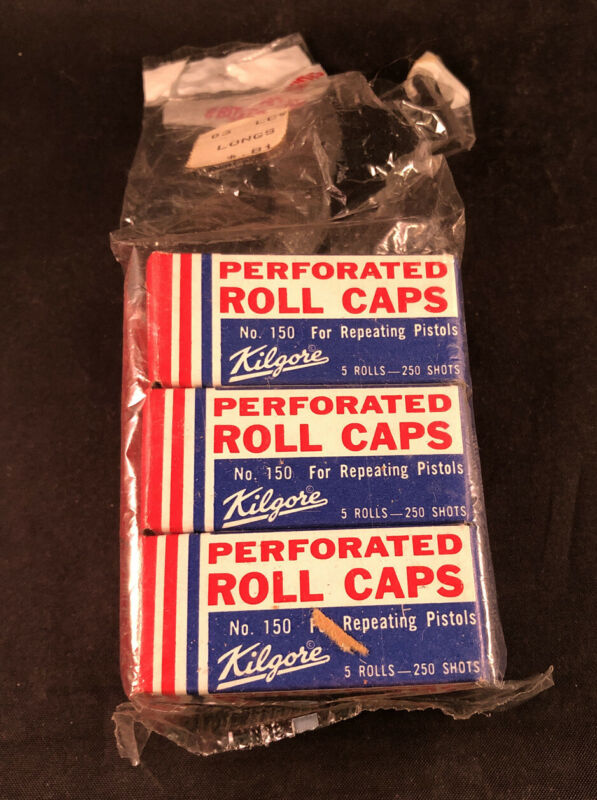 LONGS
PERFORATED
ROLL CAPS
No. 150 For Repeating Pistols
Kilgore
5 ROLLS—250 SHOTS
PERFORATED
ROLL CAPS
No. 150 For Repeating Pistols
Kilgore
5 ROLLS—250 SHOTS
PERFORATED
ROLL CAPS
No. 150 Repeating Pistols
Kilgore
5 ROLLS—250 SHOTS